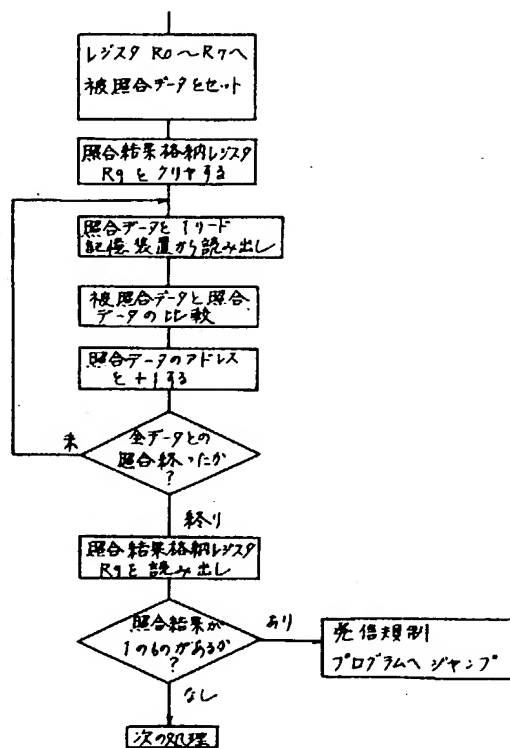 レジスタ R0〜R7へ
被照合データをセット
照合結果格納レジスタ
R9をクリヤする
照合データを1リード
記憶装置から読み出し
被照合データと照合
データの比較
照合データのアドレス
を+1する
全データとの
照合終ったか
?
未
終り
照合結果格納レジスタ
R9を読み出し
照合結果が
1のものがあるか
?
あり
発信規制
プログラムへジャンプ
なし
次の処理